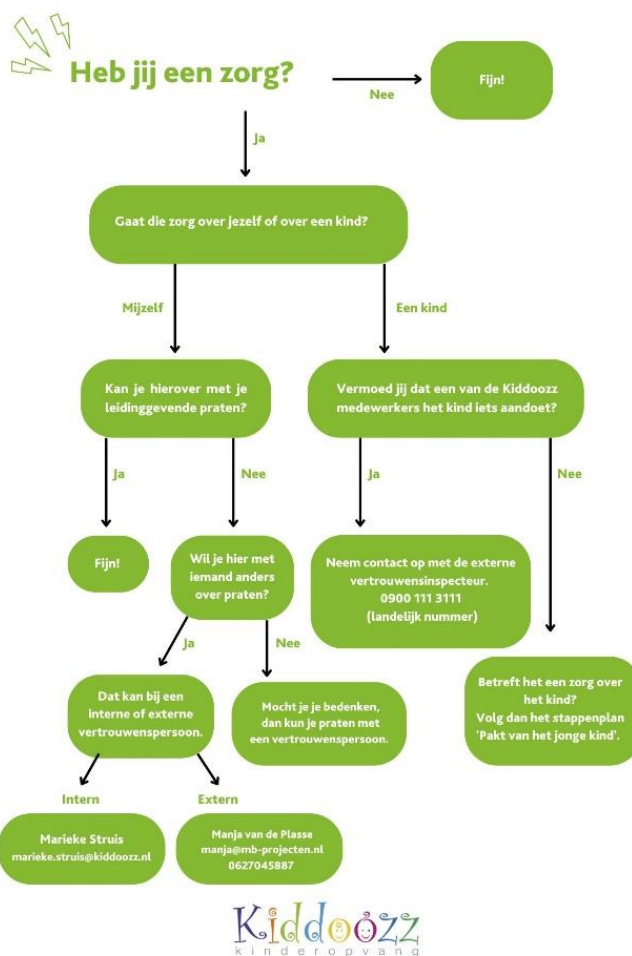 Heb jij een zorg?
Nee
Fijn!
Ja
Gaat die zorg over jezelf of over een kind?
Mijzelf
Een kind
Kan je hierover met je
leidinggevende praten?
Vermoed jij dat een van de Kiddoozz
medewerkers het kind iets aandoet?
Ja
Nee
Ja
Nee
Fijn!
Wil je hier met
iemand anders
over praten?
Neem contact op met de externe
vertrouwensinspecteur.
0900 111 3111
(landelijk nummer)
Ja
Nee
Dat kan bij een
interne of externe
vertrouwenspersoon.
Mocht je je bedenken,
dan kun je praten met
een vertrouwenspersoon.
Betreft het een zorg over
het kind?
Volg dan het stappenplan
'Pakt van het jonge kind'.
Intern
Extern
Marieke Struis
marieke.struis@kiddoozz.nl
Manja van de Plasse
manja@mb-projecten.nl
0627045887
Kiddoozz
kinderopvang